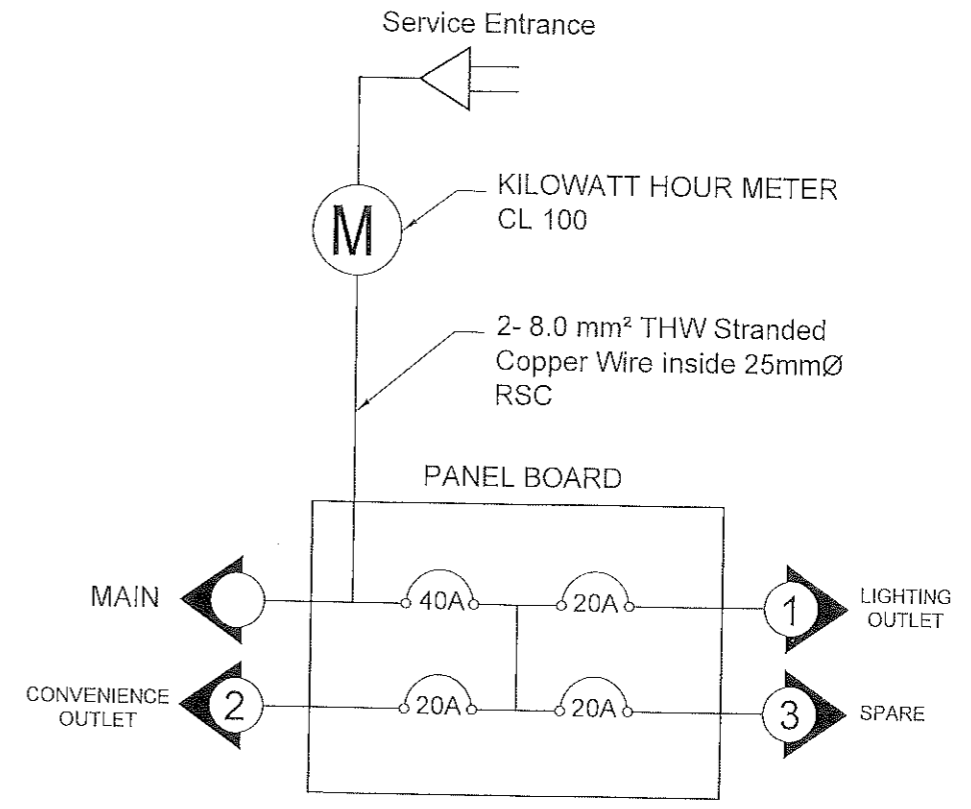 Service Entrance
KILOWATT HOUR METER
CL 100
M
2- 8.0 mm² THW Stranded
Copper Wire inside 25mmØ
RSC
PANEL BOARD
MAIN
40A
20A
1
LIGHTING
OUTLET
CONVENIENCE
OUTLET
2
20A
20A
3
SPARE